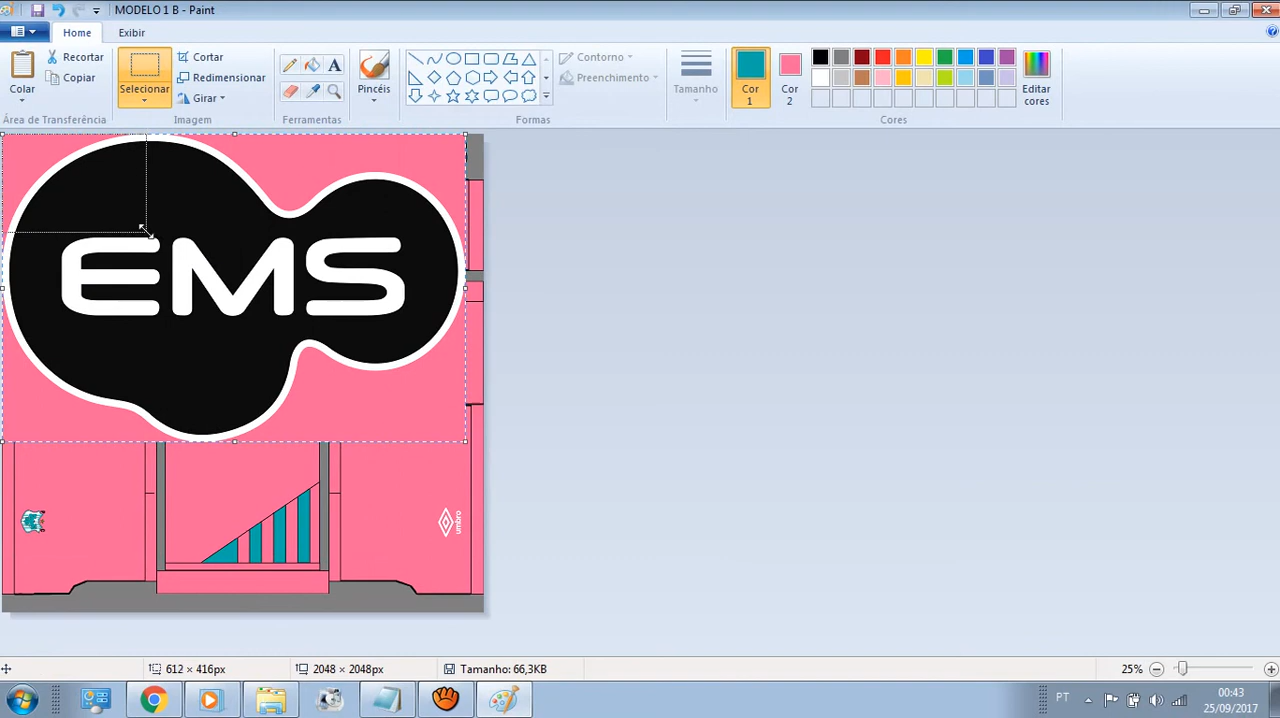 MODELO 1 B - Paint
Home
Exibir
Colar
Recortar
Copiar
Área de Transferência
Selecionar
Cortar
Redimensionar
Girar
Imagem
A
Ferramentas
Pincéis
Contorno
Preenchimento
Formas
Tamanho
Cor
1
Cor
2
Editar
cores
Cores
EMS
umbro
612 × 416px
2048 × 2048px
Tamanho: 66,3KB
25%
PT
00:43
25/09/2017